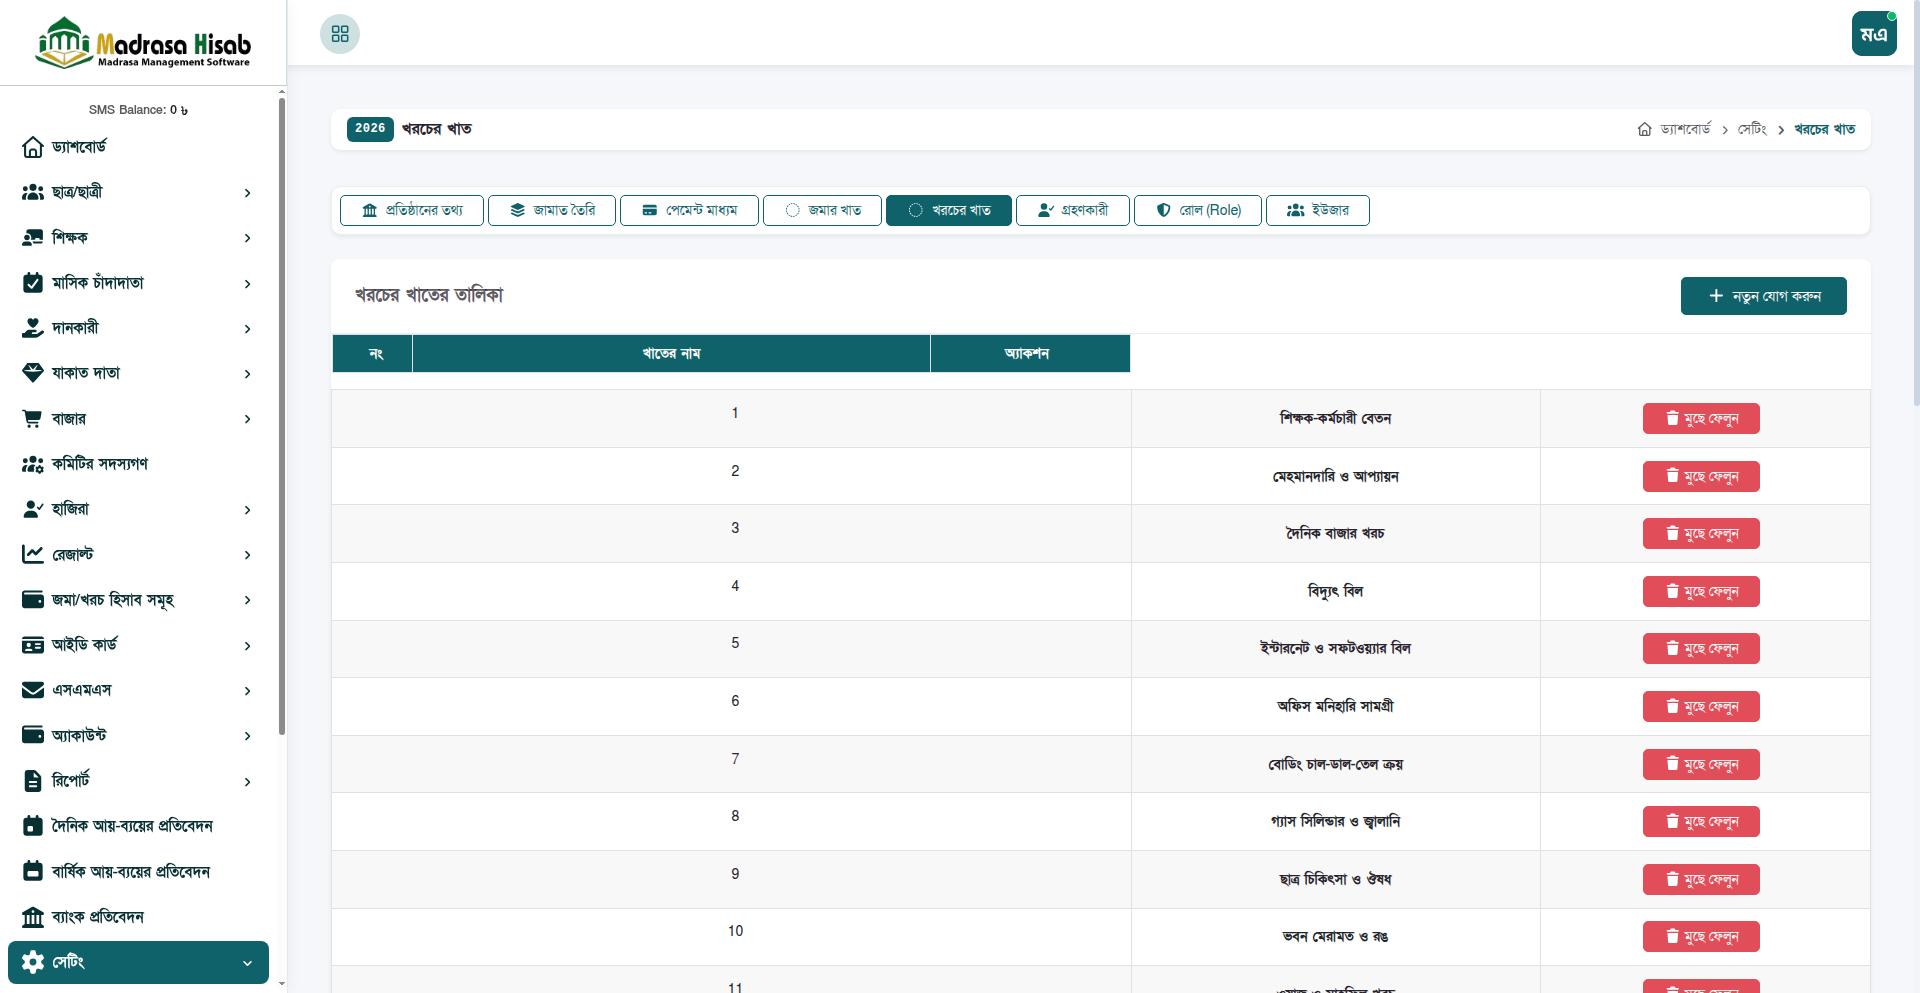 Madrasa Hisab
Madrasa Management Software
SMS Balance: 0 ৳
ড্যাশবোর্ড
ছাত্র/ছাত্রী
শিক্ষক
মাসিক চাঁদাদাতা
দানকারী
যাকাত দাতা
বাজার
কমিটির সদস্যগণ
হাজিরা
রেজাল্ট
জমা/খরচ হিসাব সমূহ
আইডি কার্ড
এসএমএস
অ্যাকাউন্ট
রিপোর্ট
দৈনিক আয়-ব্যয়ের প্রতিবেদন
বার্ষিক আয়-ব্যয়ের প্রতিবেদন
ব্যাংক প্রতিবেদন
সেটিং
মএ
2026 খরচের খাত
ড্যাশবোর্ড > সেটিং > খরচের খাত
প্রতিষ্ঠানের তথ্য জামাত তৈরি পেমেন্ট মাধ্যম জমার খাত খরচের খাত গ্রহণকারী রোল (Role) ইউজার
খরচের খাতের তালিকা
+ নতুন যোগ করুন
নং খাতের নাম অ্যাকশন
1 শিক্ষক-কর্মচারী বেতন মুছে ফেলুন
2 মেহমানদারি ও আপ্যায়ন মুছে ফেলুন
3 দৈনিক বাজার খরচ মুছে ফেলুন
4 বিদ্যুৎ বিল মুছে ফেলুন
5 ইন্টারনেট ও সফটওয়্যার বিল মুছে ফেলুন
6 অফিস মনিহারি সামগ্রী মুছে ফেলুন
7 বোডিং চাল-ডাল-তেল ক্রয় মুছে ফেলুন
8 গ্যাস সিলিন্ডার ও জ্বালানি মুছে ফেলুন
9 ছাত্র চিকিৎসা ও ঔষধ মুছে ফেলুন
10 ভবন মেরামত ও রঙ মুছে ফেলুন
11